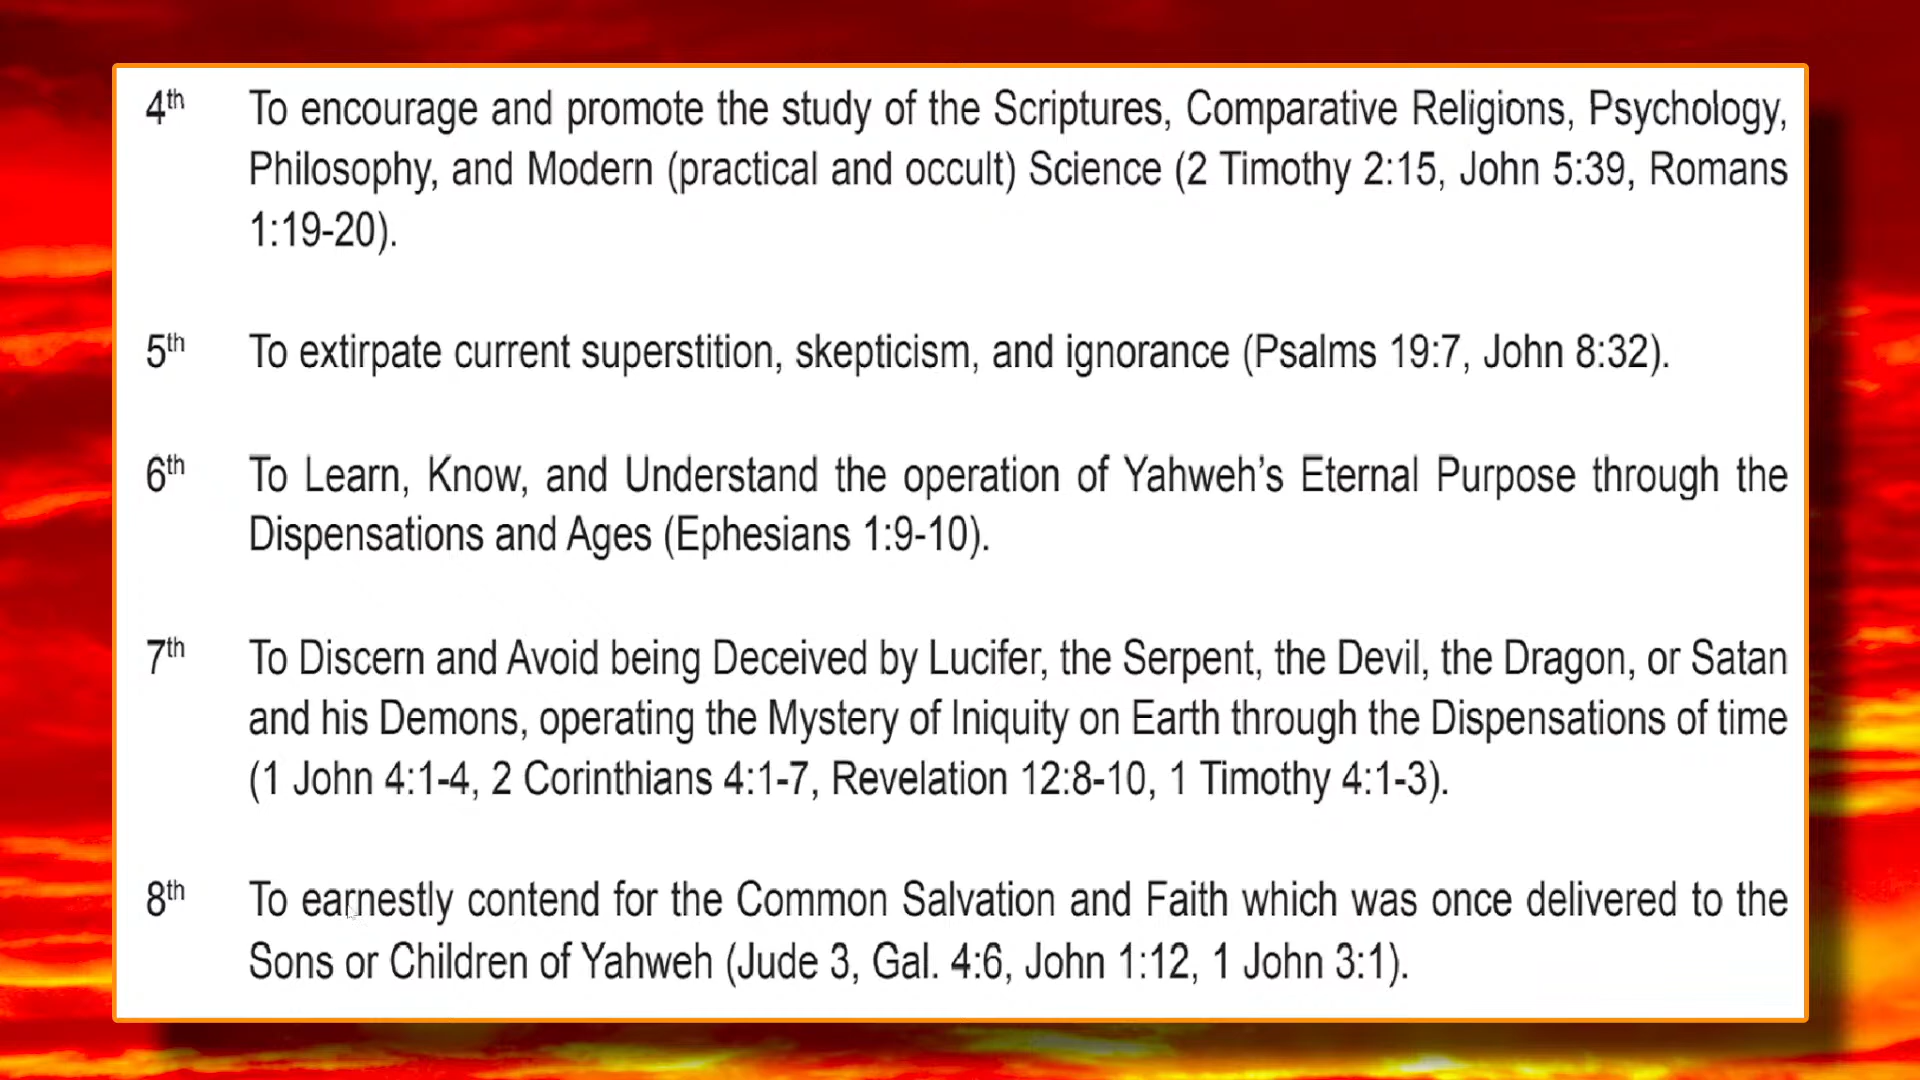 4th To encourage and promote the study of the Scriptures, Comparative Religions, Psychology,
Philosophy, and Modern (practical and occult) Science (2 Timothy 2:15, John 5:39, Romans
1:19-20).
5th To extirpate current superstition, skepticism, and ignorance (Psalms 19:7, John 8:32).
6th To Learn, Know, and Understand the operation of Yahweh's Eternal Purpose through the
Dispensations and Ages (Ephesians 1:9-10).
7th To Discern and Avoid being Deceived by Lucifer, the Serpent, the Devil, the Dragon, or Satan
and his Demons, operating the Mystery of Iniquity on Earth through the Dispensations of time
(1 John 4:1-4, 2 Corinthians 4:1-7, Revelation 12:8-10, 1 Timothy 4:1-3).
8th To earnestly contend for the Common Salvation and Faith which was once delivered to the
Sons or Children of Yahweh (Jude 3, Gal. 4:6, John 1:12, 1 John 3:1).